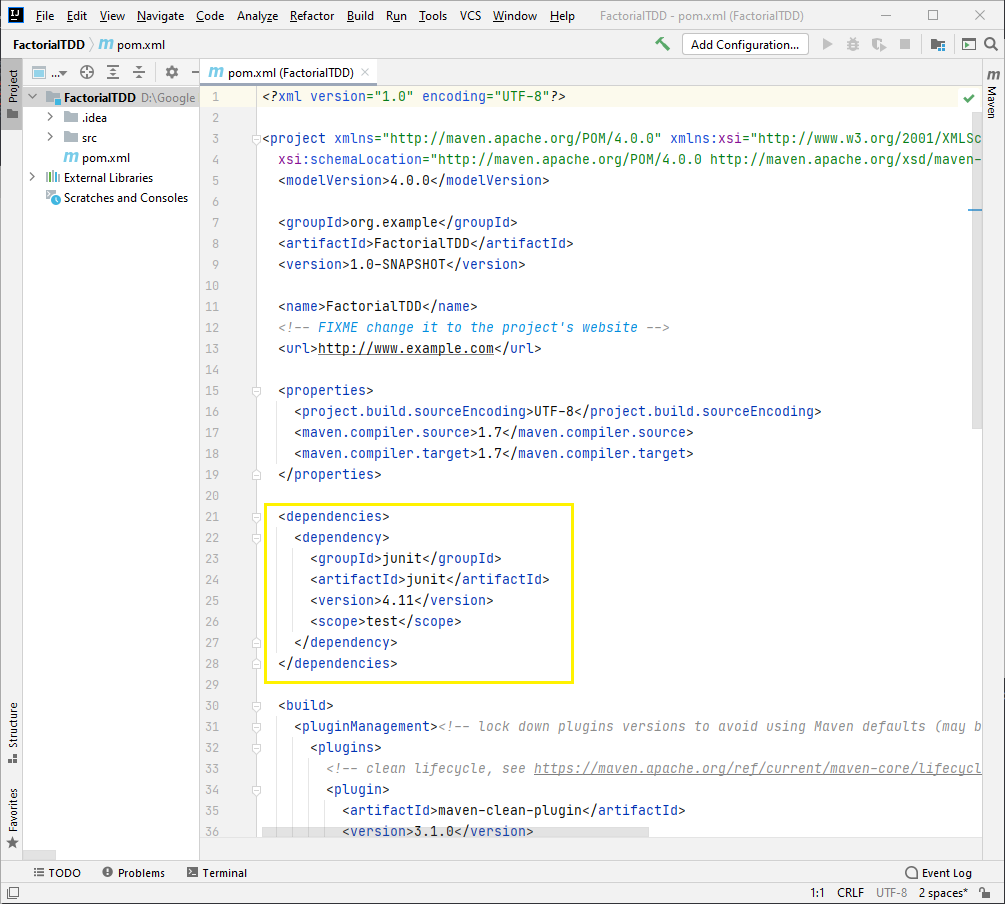 File Edit View Navigate Code Analyze Refactor Build Run Tools VCS Window Help FactorialTDD - pom.xml (FactorialTDD)
FactorialTDD pom.xml Add Configuration...
Project
... pom.xml (FactorialTDD)
FactorialTDD D:\Google
.idea
src
pom.xml
External Libraries
Scratches and Consoles
1 <?xml version="1.0" encoding="UTF-8"?>
2
3 <project xmlns="http://maven.apache.org/POM/4.0.0" xmlns:xsi="http://www.w3.org/2001/XMLSc
4 xsi:schemaLocation="http://maven.apache.org/POM/4.0.0 http://maven.apache.org/xsd/maven-
5 <modelVersion>4.0.0</modelVersion>
6
7 <groupId>org.example</groupId>
8 <artifactId>FactorialTDD</artifactId>
9 <version>1.0-SNAPSHOT</version>
10
11 <name>FactorialTDD</name>
12 <!-- FIXME change it to the project's website -->
13 <url>http://www.example.com</url>
14
15 <properties>
16 <project.build.sourceEncoding>UTF-8</project.build.sourceEncoding>
17 <maven.compiler.source>1.7</maven.compiler.source>
18 <maven.compiler.target>1.7</maven.compiler.target>
19 </properties>
20
21 <dependencies>
22 <dependency>
23 <groupId>junit</groupId>
24 <artifactId>junit</artifactId>
25 <version>4.11</version>
26 <scope>test</scope>
27 </dependency>
28 </dependencies>
29
30 <build>
31 <pluginManagement><!-- lock down plugins versions to avoid using Maven defaults (may b
32 <plugins>
33 <!-- clean lifecycle, see https://maven.apache.org/ref/current/maven-core/lifecycl
34 <plugin>
35 <artifactId>maven-clean-plugin</artifactId>
36 <version>3.1.0</version>
Maven
Structure
Favorites
TODO Problems Terminal Event Log
1:1 CRLF UTF-8 2 spaces*